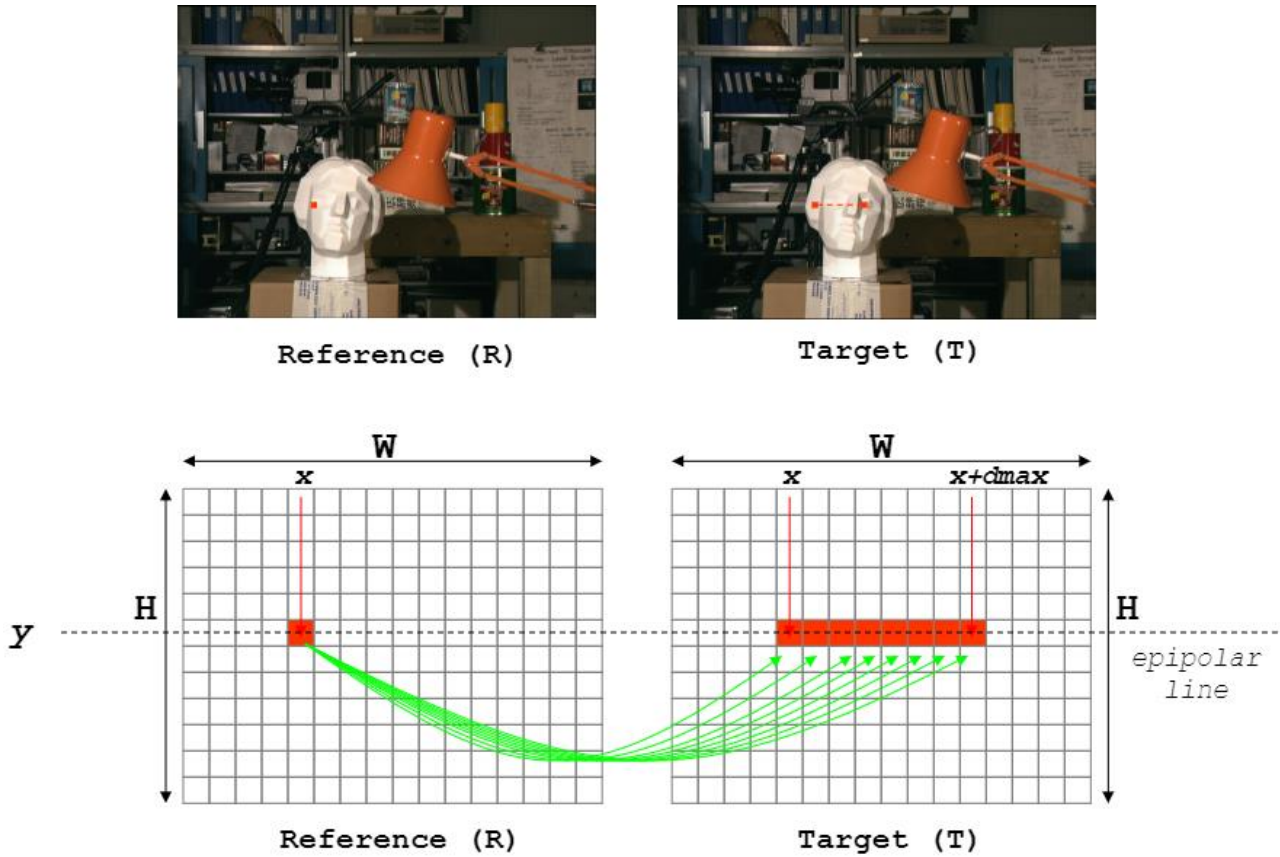 Reference (R)
Target (T)
W
W
x
x
x+dmax
H
H
y
epipolar
line
Reference (R)
Target (T)